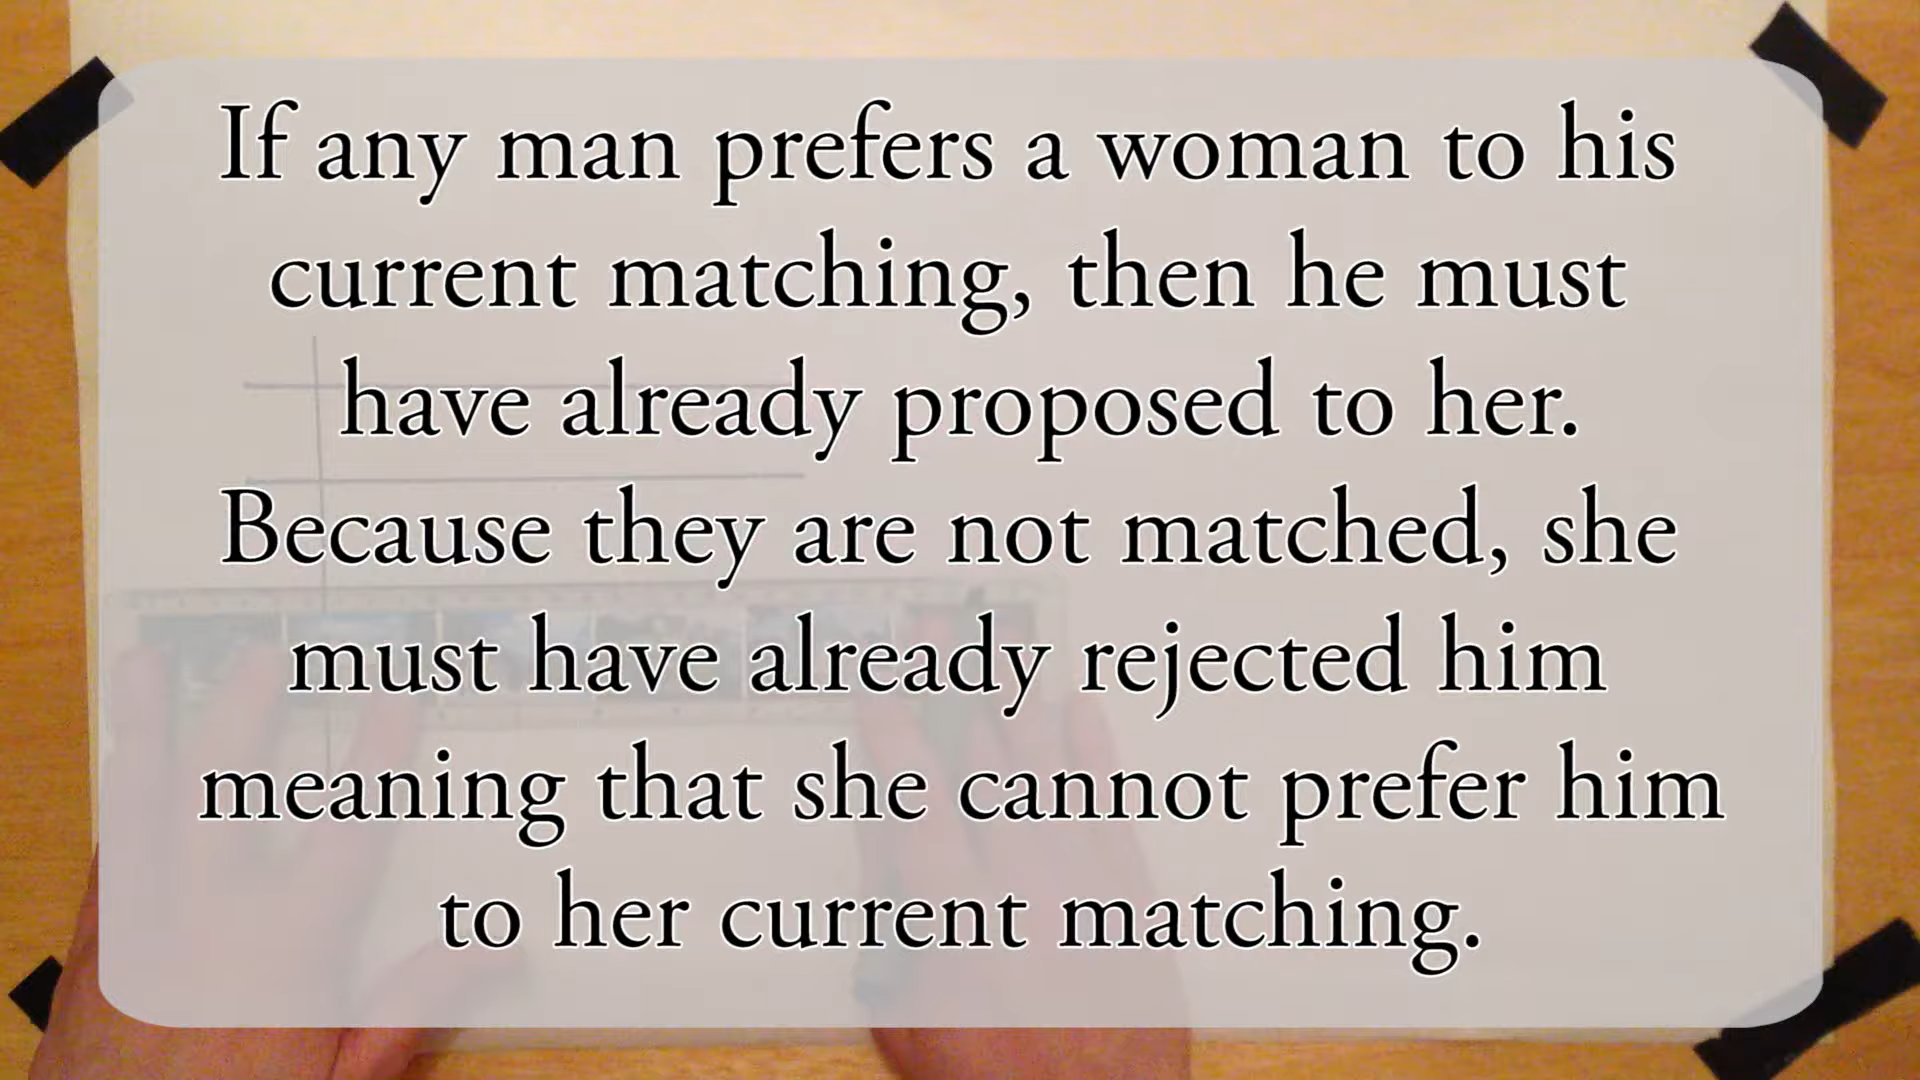 If any man prefers a woman to his
current matching, then he must
have already proposed to her.
Because they are not matched, she
must have already rejected him
meaning that she cannot prefer him
to her current matching.